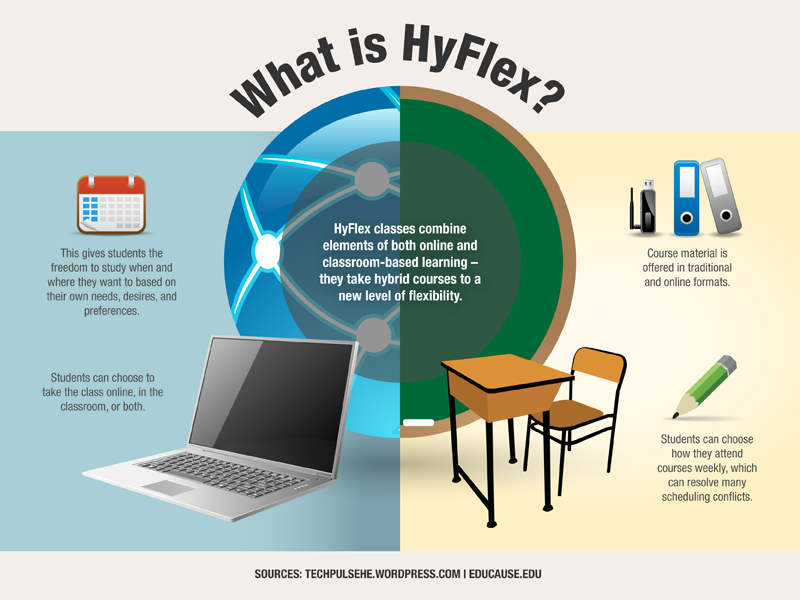 What is HyFlex?
HyFlex classes combine
elements of both online and
classroom-based learning –
they take hybrid courses to a
new level of flexibility.
This gives students the
freedom to study when and
where they want to based on
their own needs, desires, and
preferences.
Students can choose to
take the class online, in the
classroom, or both.
Course material is
offered in traditional
and online formats.
Students can choose
how they attend
courses weekly, which
can resolve many
scheduling conflicts.
SOURCES: TECHPULSEHE.WORDPRESS.COM | EDUCAUSE.EDU